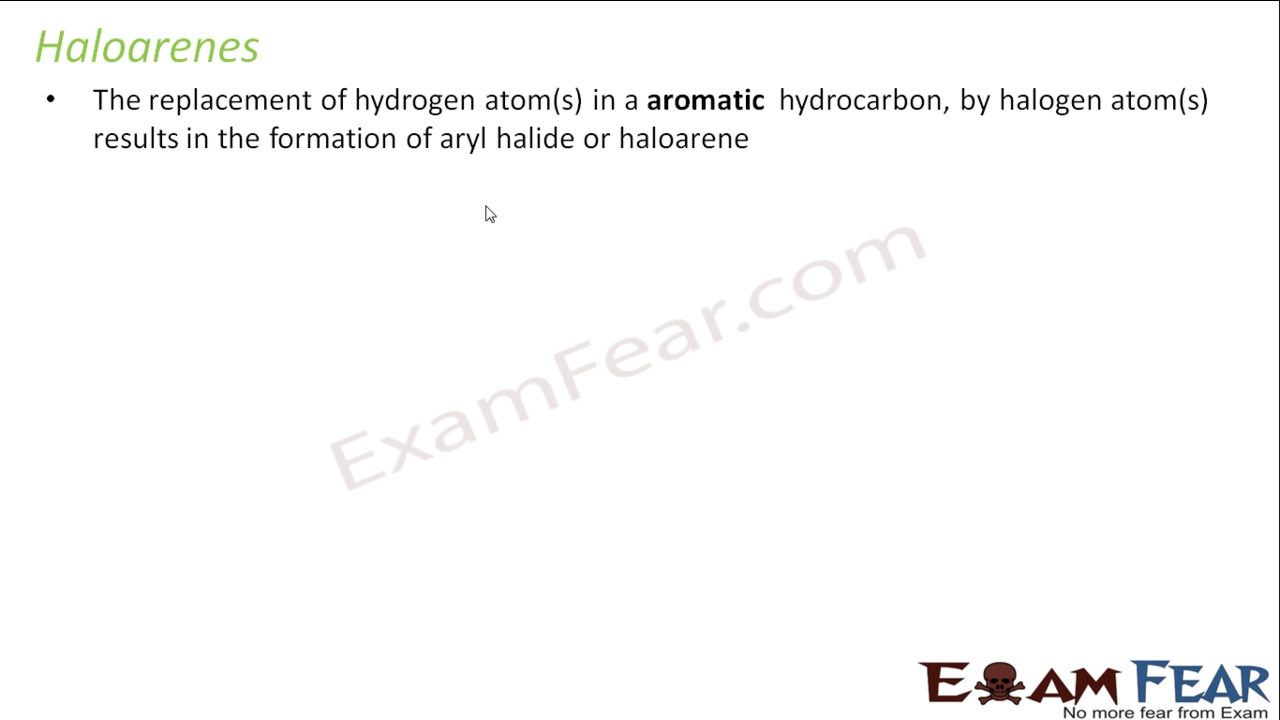 Haloarenes
• The replacement of hydrogen atom(s) in a aromatic hydrocarbon, by halogen atom(s)
results in the formation of aryl halide or haloarene
ExamFear.com
EXAM FEAR
No more fear from Exam